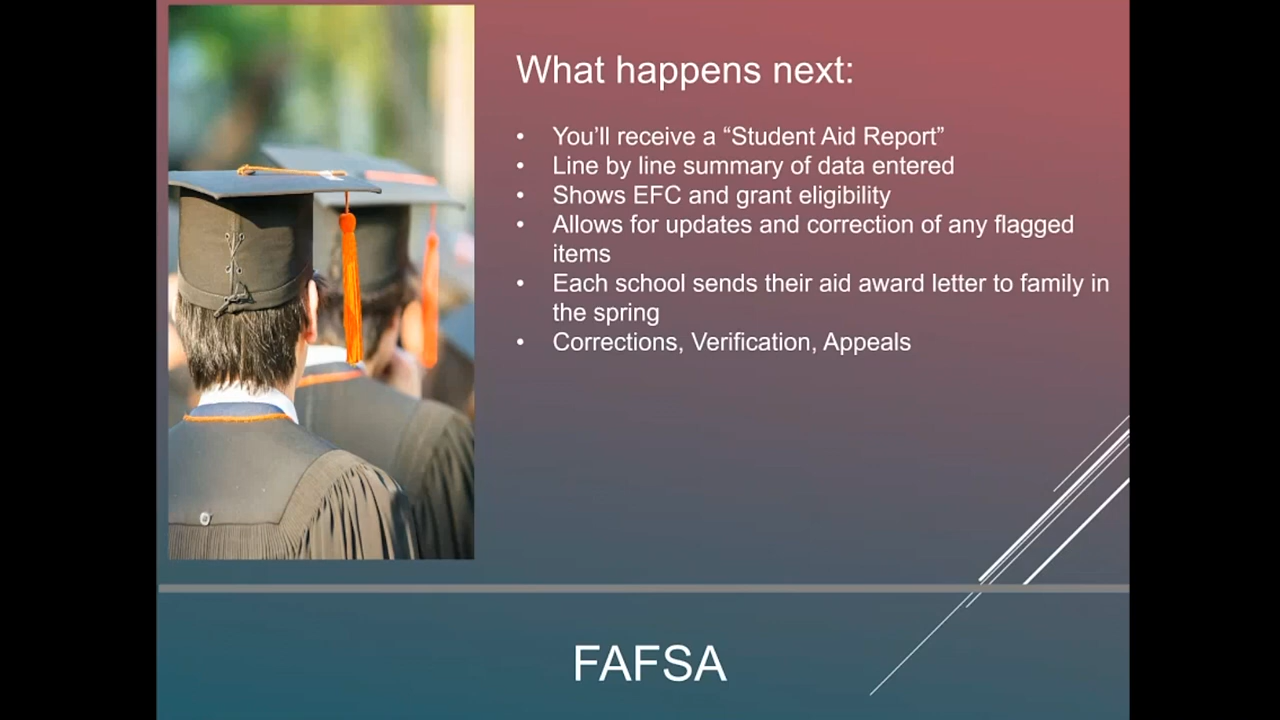 What happens next:
• You’ll receive a “Student Aid Report”
• Line by line summary of data entered
• Shows EFC and grant eligibility
• Allows for updates and correction of any flagged
items
• Each school sends their aid award letter to family in
the spring
• Corrections, Verification, Appeals
FAFSA